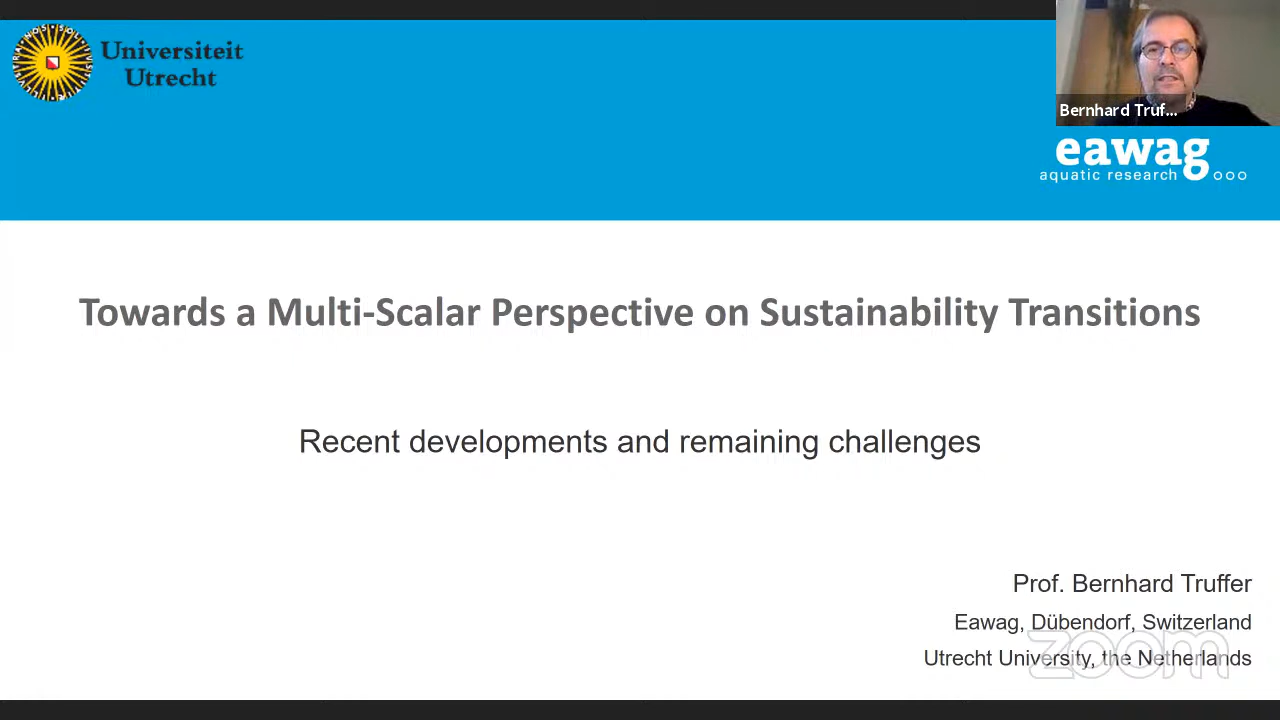 Universiteit
Utrecht
Bernhard Truf...
eawag
aquatic research
Towards a Multi-Scalar Perspective on Sustainability Transitions
Recent developments and remaining challenges
Prof. Bernhard Truffer
Eawag, Dübendorf, Switzerland
Utrecht University, the Netherlands
zoom